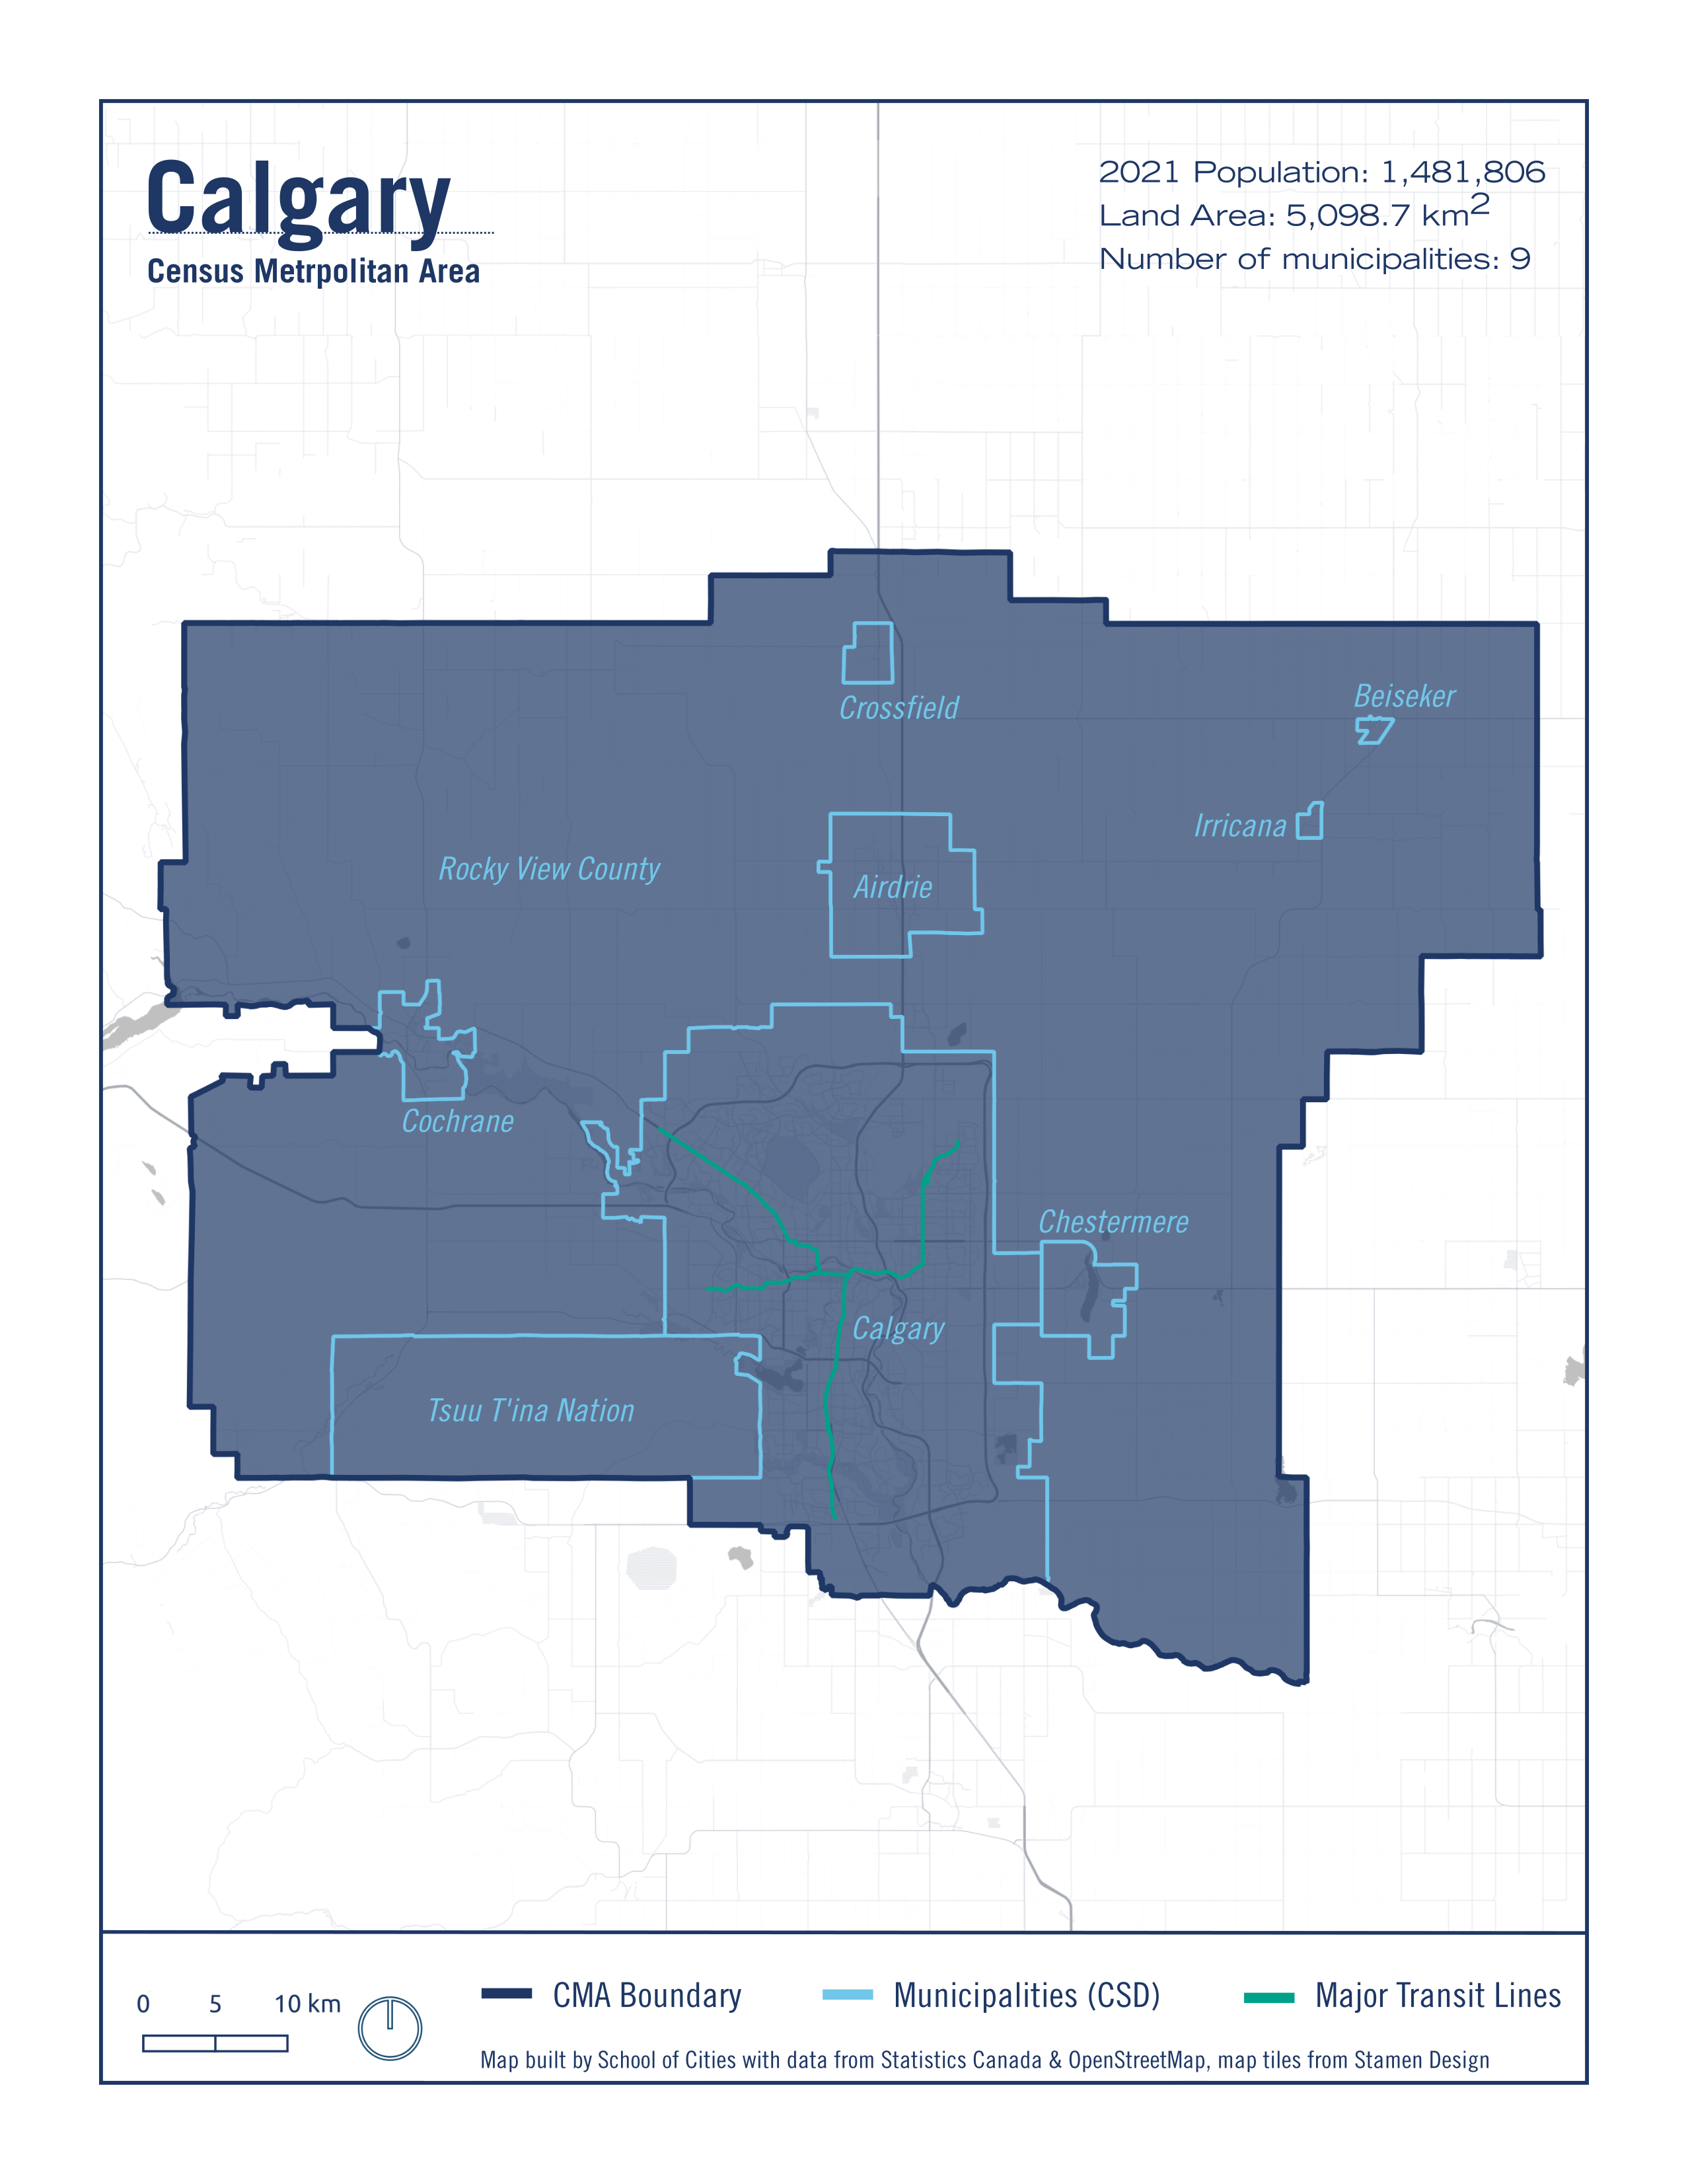 Calgary
Census Metrpolitan Area
2021 Population: 1,481,806
Land Area: 5,098.7 km²
Number of municipalities: 9
Crossfield
Beiseker
Irricana
Rocky View County
Airdrie
Cochrane
Chestermere
Calgary
Tsuu T'ina Nation
0 5 10 km
CMA Boundary
Municipalities (CSD)
Major Transit Lines
Map built by School of Cities with data from Statistics Canada & OpenStreetMap, map tiles from Stamen Design